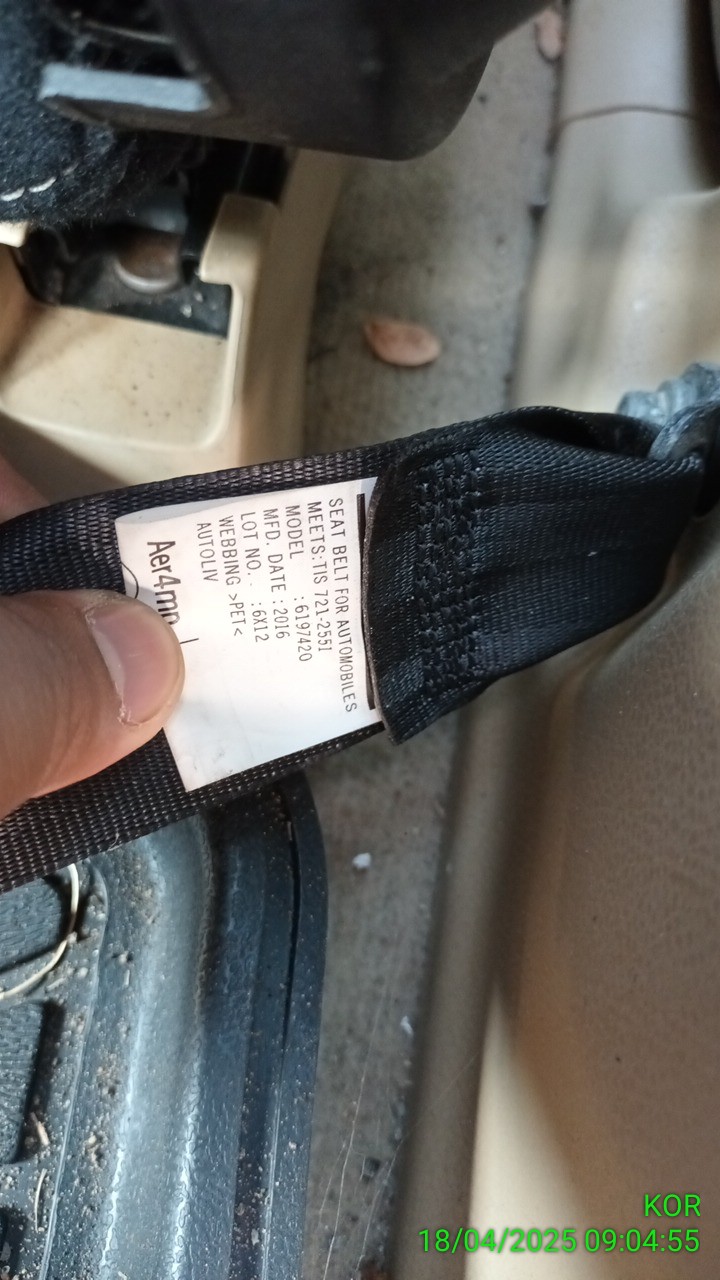 SEAT BELT FOR AUTOMOBILES
MEETS:TIS 721-2551
MODEL :6197420
MFD. DATE :2016
LOT NO. :6X12
WEBBING >PET<
AUTOLIV
KOR
18/04/2025 09:04:55